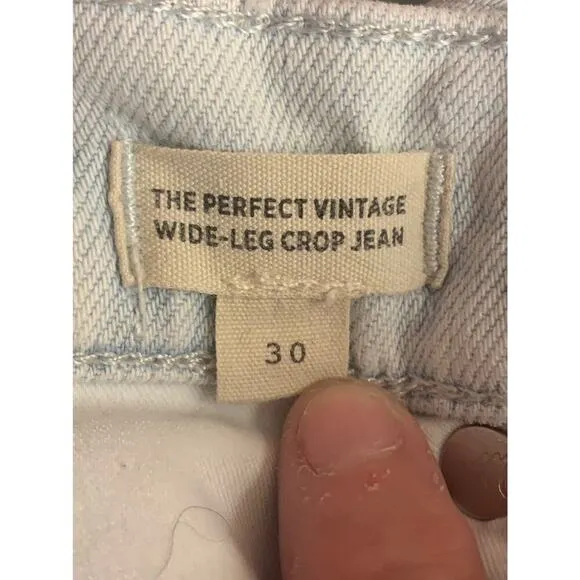 THE PERFECT VINTAGE
WIDE-LEG CROP JEAN
30